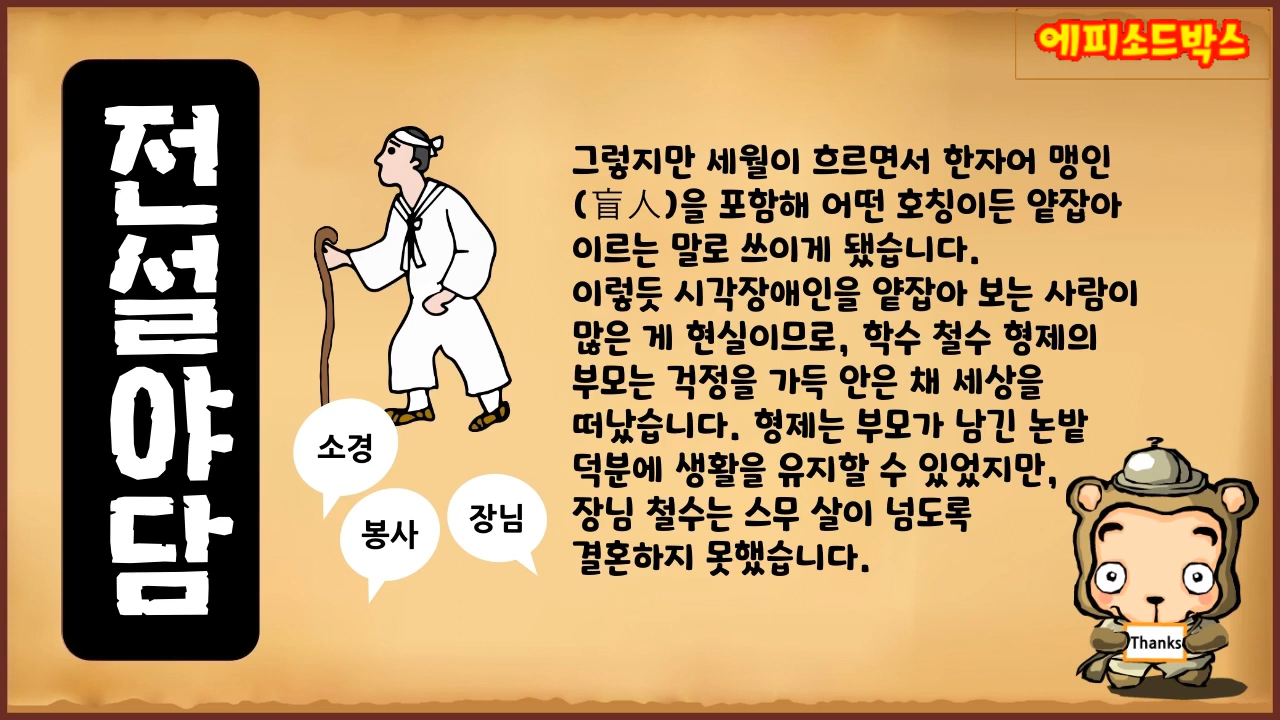 에피소드박스
전설야담
그렇지만 세월이 흐르면서 한자어 맹인
(盲人)을 포함해 어떤 호칭이든 얕잡아
이르는 말로 쓰이게 됐습니다.
이렇듯 시각장애인을 얕잡아 보는 사람이
많은 게 현실이므로, 학수 철수 형제의
부모는 걱정을 가득 안은 채 세상을
떠났습니다. 형제는 부모가 남긴 논밭
덕분에 생활을 유지할 수 있었지만,
장님 철수는 스무 살이 넘도록
결혼하지 못했습니다.
소경
봉사
장님
Thanks